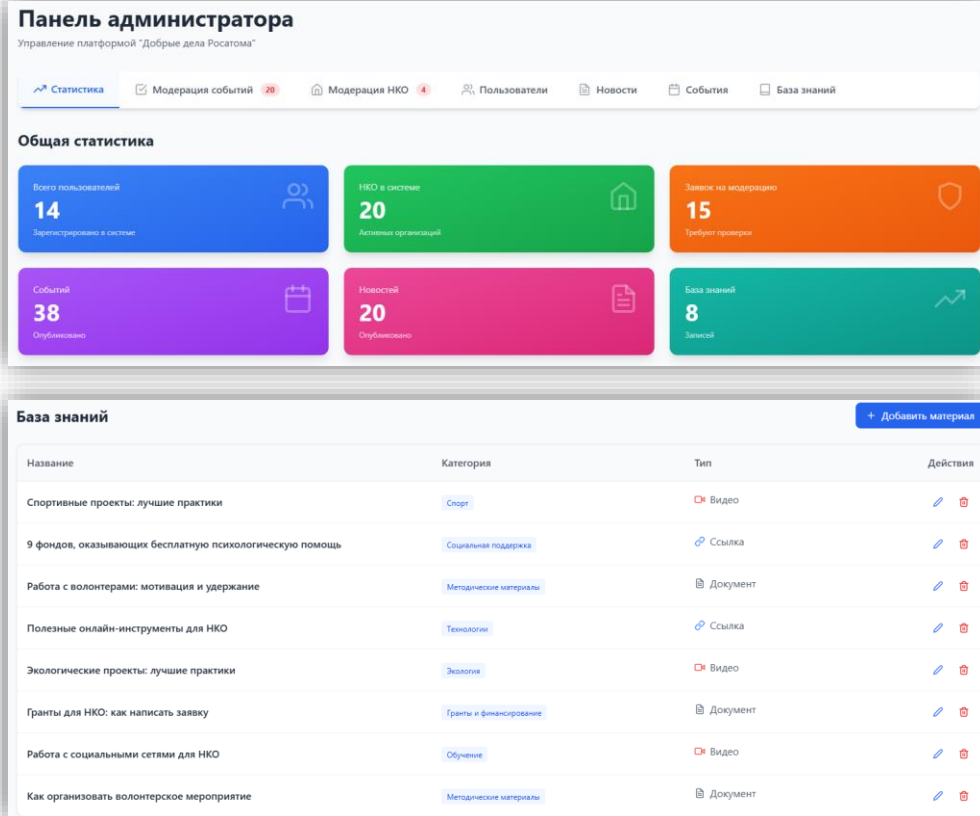 Панель администратора
Управление платформой "Добрые дела Росатома"
Статистика Модерация событий 20 Модерация НКО 4 Пользователи Новости События База знаний
Общая статистика
Всего пользователей
14
Зарегистрировано в системе
НКО в системе
20
Активных организаций
Заявок на модерацию
15
Требуют проверки
Событий
38
Опубликовано
Новостей
20
Опубликовано
База знаний
8
Записей
База знаний
+ Добавить материал
Название Категория Тип Действия
Спортивные проекты: лучшие практики Спорт Видео
9 фондов, оказывающих бесплатную психологическую помощь Социальная поддержка Ссылка
Работа с волонтерами: мотивация и удержание Методические материалы Документ
Полезные онлайн-инструменты для НКО Технологии Ссылка
Экологические проекты: лучшие практики Экология Видео
Гранты для НКО: как написать заявку Гранты и финансирование Документ
Работа с социальными сетями для НКО Обучение Видео
Как организовать волонтерское мероприятие Методические материалы Документ